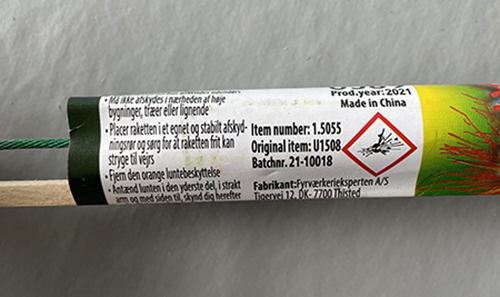 • Må ikke afskydes i nærheden af høje
bygninger, træer eller lignende
• Placer raketten i et egnet og stabilt afskyd-
ningsrør og sørg for at raketten frit kan
stryge til vejrs
• Fjern den orange luntebeskyttelse
• Antænd lunten i den yderste del, i strakt
arm og med siden til, skynd dig herefter
Prod.year: 2021
Made in China
Item number: 1.5055
Original item: U1508
Batchnr. 21-10018
Fabrikant: Fyrværkerieksperten A/S
Tigervej 12, DK- 7700 Thisted